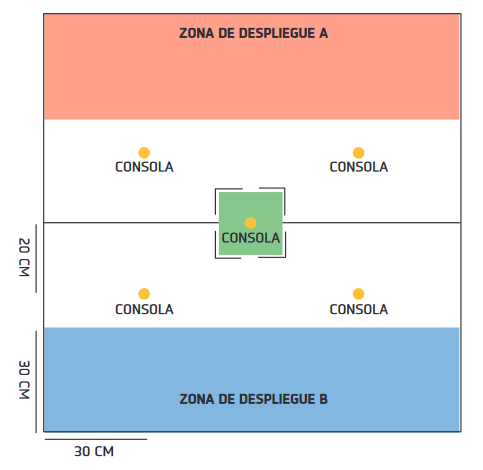 ZONA DE DESPLIEGUE A
CONSOLA
CONSOLA
CONSOLA
20 CM
CONSOLA
CONSOLA
30 CM
ZONA DE DESPLIEGUE B
30 CM